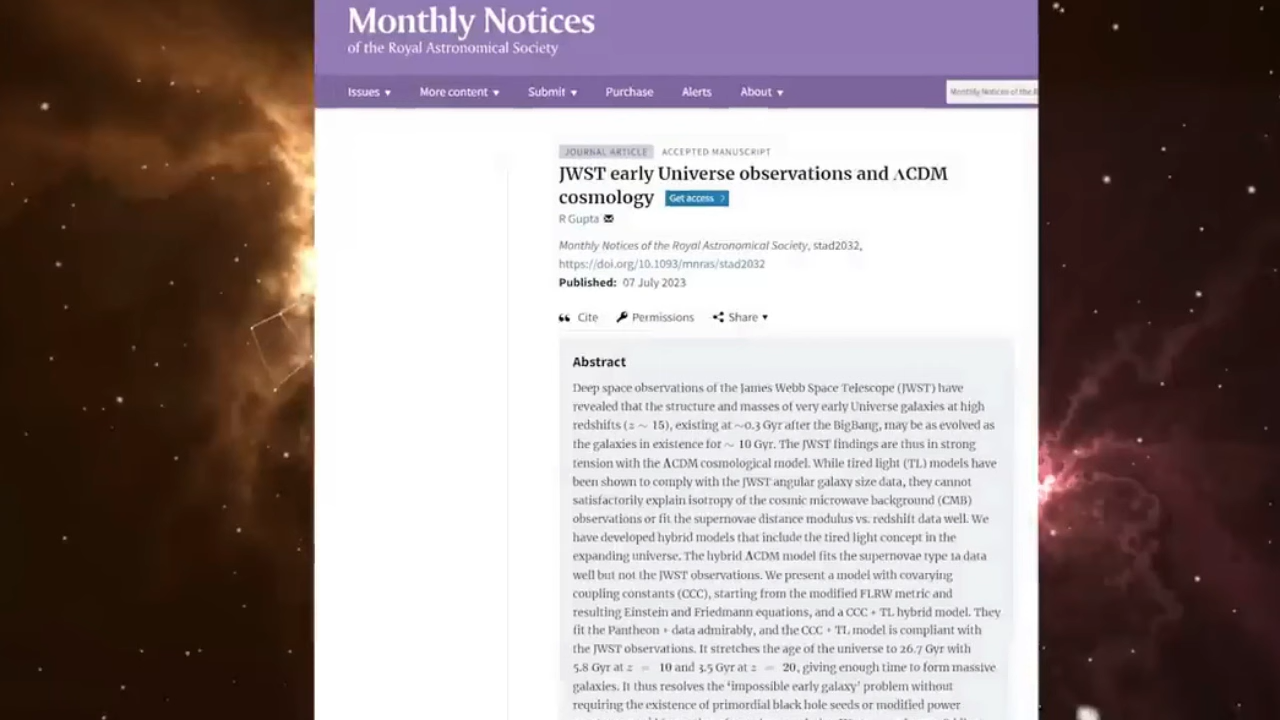 Monthly Notices
of the Royal Astronomical Society
Issues ▾ More content ▾ Submit ▾ Purchase Alerts About ▾ Monthly Notices of the R
JOURNAL ARTICLE ACCEPTED MANUSCRIPT
JWST early Universe observations and ΛCDM
cosmology Get access >
R Gupta
Monthly Notices of the Royal Astronomical Society, stad2032,
https://doi.org/10.1093/mnras/stad2032
Published: 07 July 2023
Cite Permissions Share ▾
Abstract
Deep space observations of the James Webb Space Telescope (JWST) have
revealed that the structure and masses of very early Universe galaxies at high
redshifts (z ∼ 15), existing at ∼0.3 Gyr after the BigBang, may be as evolved as
the galaxies in existence for ∼ 10 Gyr. The JWST findings are thus in strong
tension with the ΛCDM cosmological model. While tired light (TL) models have
been shown to comply with the JWST angular galaxy size data, they cannot
satisfactorily explain isotropy of the cosmic microwave background (CMB)
observations or fit the supernovae distance modulus vs. redshift data well. We
have developed hybrid models that include the tired light concept in the
expanding universe. The hybrid ΛCDM model fits the supernovae type 1a data
well but not the JWST observations. We present a model with covarying
coupling constants (CCC), starting from the modified FLRW metric and
resulting Einstein and Friedmann equations, and a CCC + TL hybrid model. They
fit the Pantheon + data admirably, and the CCC + TL model is compliant with
the JWST observations. It stretches the age of the universe to 26.7 Gyr with
5.8 Gyr at z = 10 and 3.5 Gyr at z = 20, giving enough time to form massive
galaxies. It thus resolves the 'impossible early galaxy' problem without
requiring the existence of primordial black hole seeds or modified power